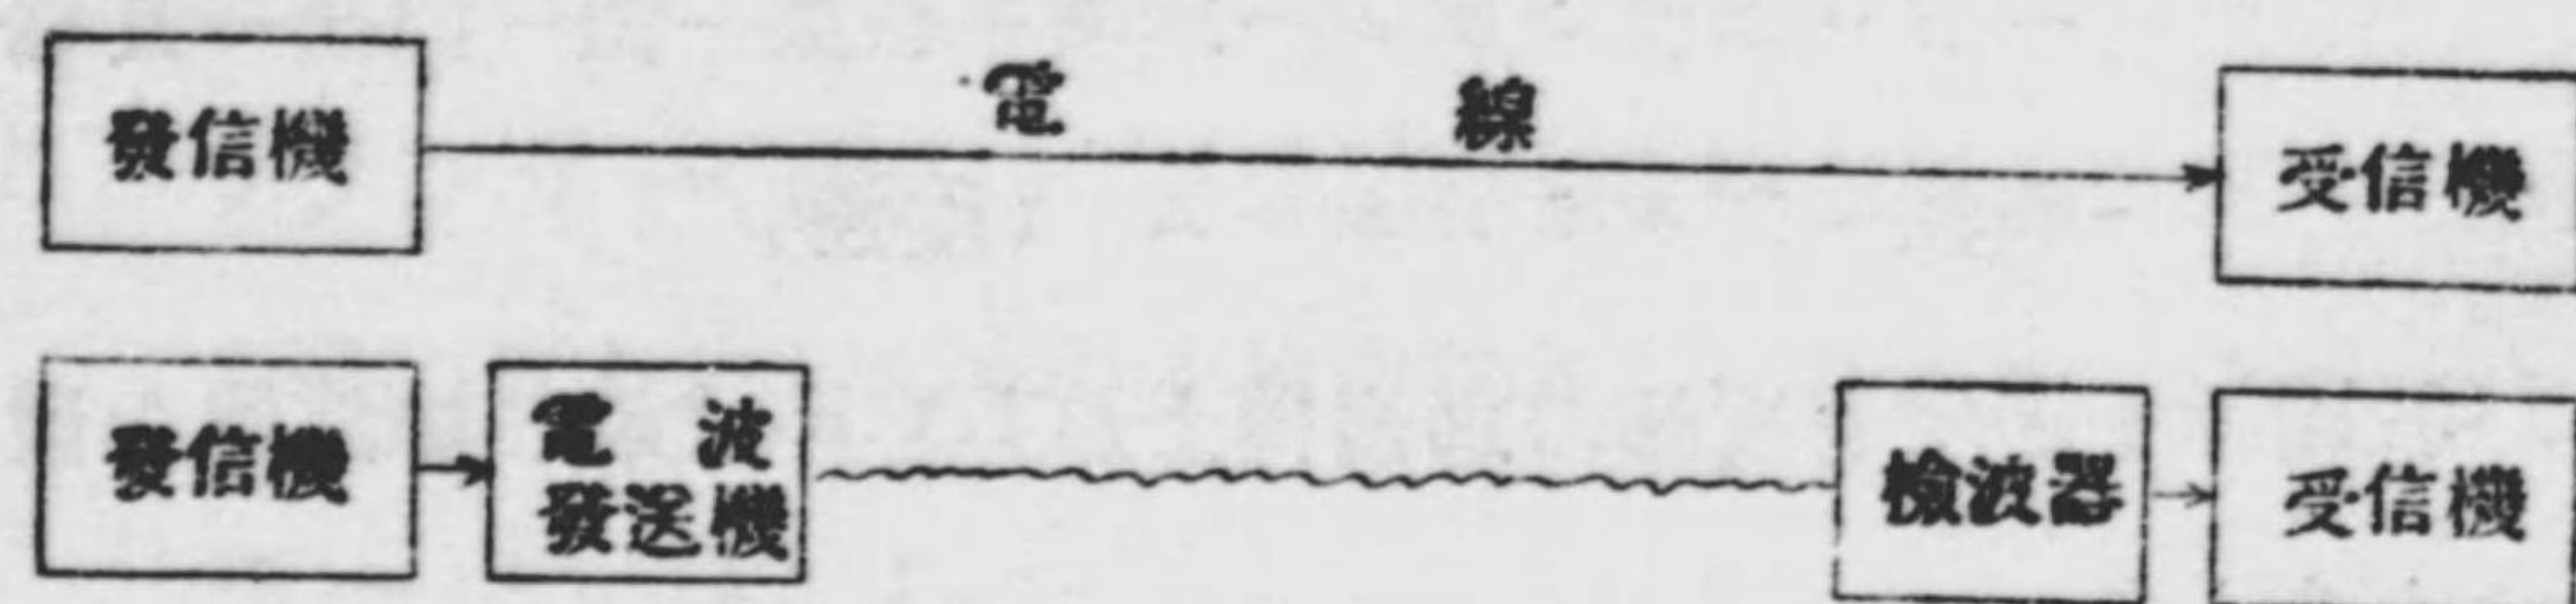 電線
發信機
受信機
發信機
電波
發送機
檢波器
受信機